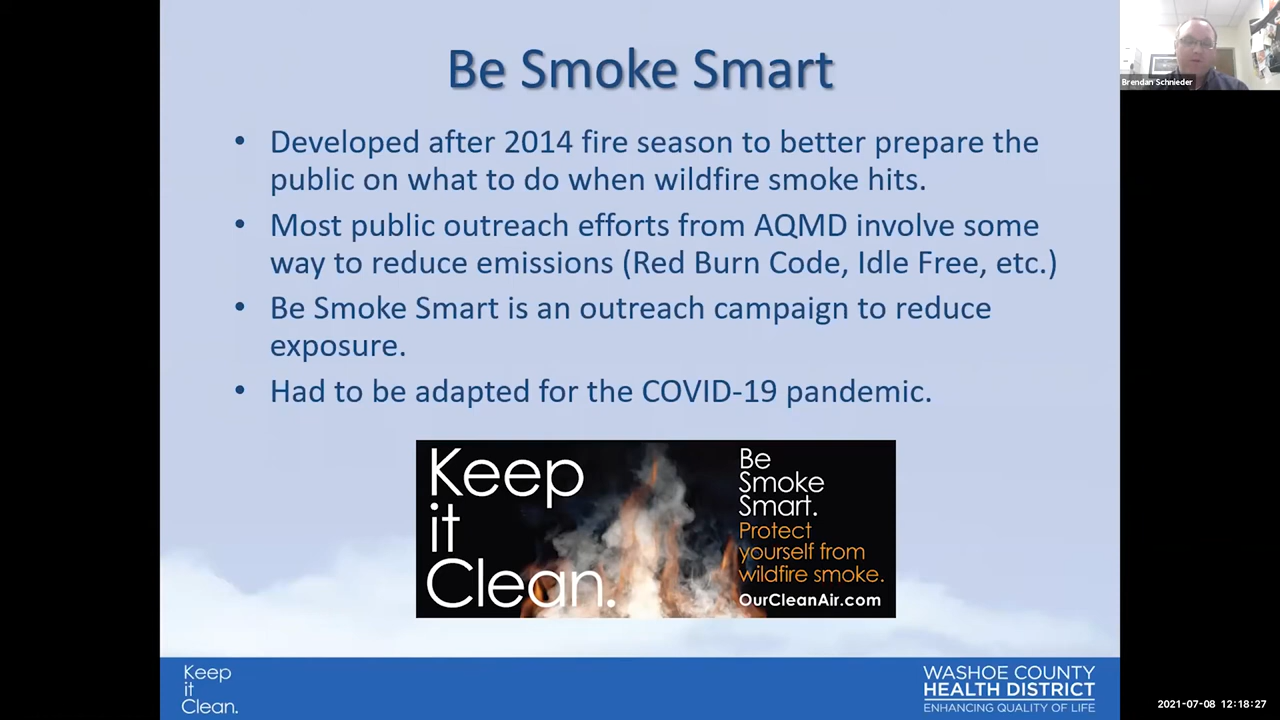 Be Smoke Smart
Brendan Schnieder
• Developed after 2014 fire season to better prepare the
public on what to do when wildfire smoke hits.
• Most public outreach efforts from AQMD involve some
way to reduce emissions (Red Burn Code, Idle Free, etc.)
• Be Smoke Smart is an outreach campaign to reduce
exposure.
• Had to be adapted for the COVID-19 pandemic.
Keep
it
Clean.
Be
Smoke
Smart.
Protect
yourself from
wildfire smoke.
OurCleanAir.com
Keep
it
Clean.
WASHOE COUNTY
HEALTH DISTRICT
ENHANCING QUALITY OF LIFE
2021-07-08 12:18:27